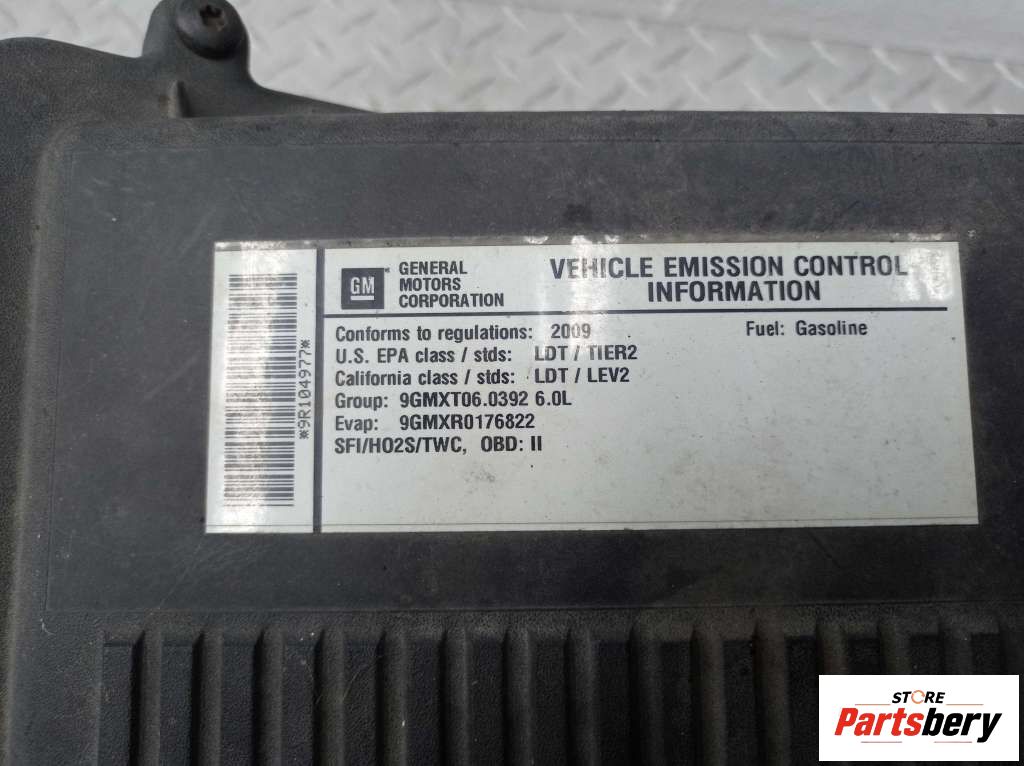 GM
GENERAL
MOTORS
CORPORATION
VEHICLE EMISSION CONTROL
INFORMATION
Conforms to regulations: 2009 Fuel: Gasoline
U.S. EPA class / stds: LDT / TIER2
California class / stds: LDT / LEV2
Group: 9GMXT06.0392 6.0L
Evap: 9GMXR0176822
SFI/HO2S/TWC, OBD: II
*9R104977*
STORE
Partsbery